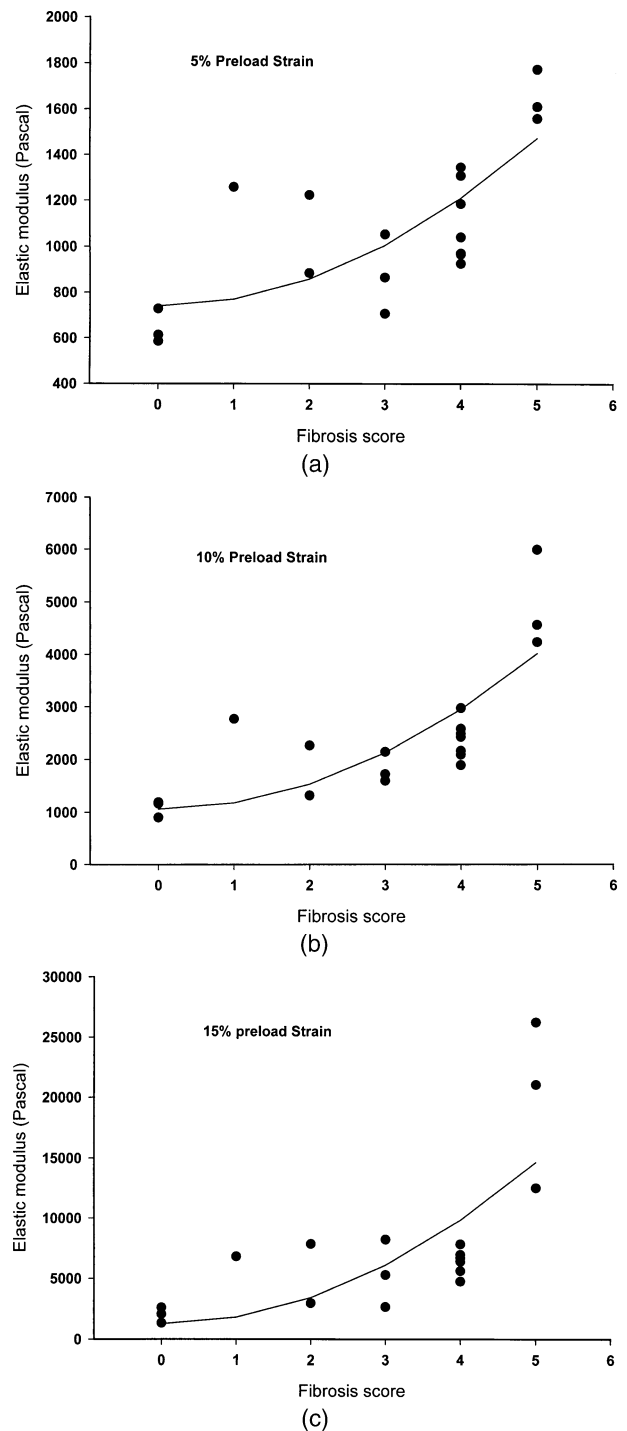 2000
1800
1600
1400
1200
1000
800
600
400
Elastic modulus (Pascal)
5% Preload Strain
0 1 2 3 4 5 6
Fibrosis score
(a)
7000
6000
5000
4000
3000
2000
1000
0
Elastic modulus (Pascal)
10% Preload Strain
0 1 2 3 4 5 6
Fibrosis score
(b)
30000
25000
20000
15000
10000
5000
0
Elastic modulus (Pascal)
15% preload Strain
0 1 2 3 4 5 6
Fibrosis score
(c)